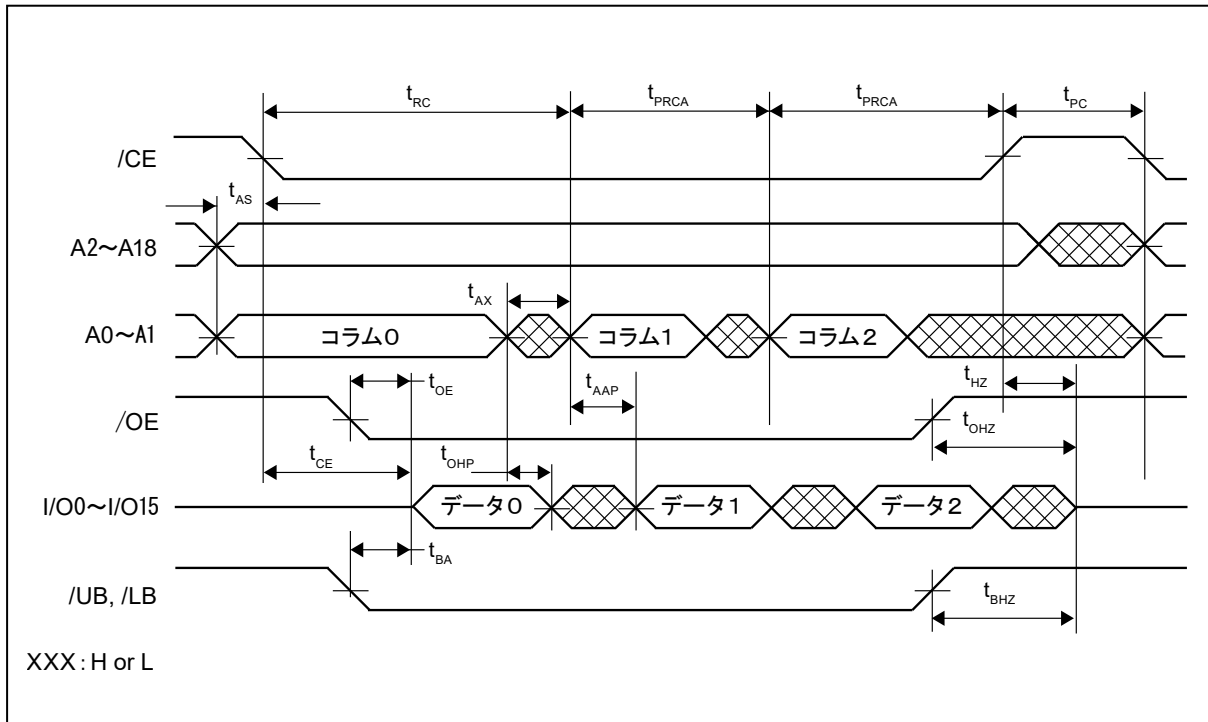 tRC
tPRCA
tPRCA
tPC
/CE
tAS
A2～A18
tAX
A0～A1
コラム0
コラム1
コラム2
tOE
tAAP
tHZ
/OE
tOHZ
tCE
tOHP
I/O0～I/O15
データ0
データ1
データ2
tBA
/UB, /LB
tBHZ
XXX : H or L